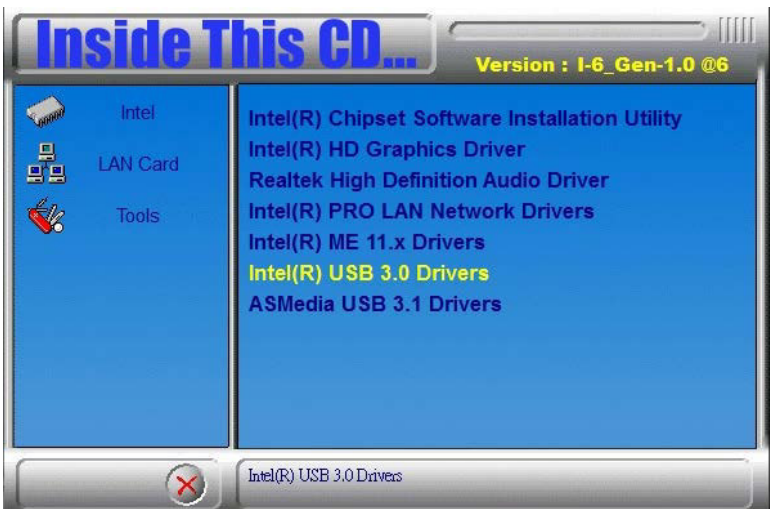 Inside This CD...
Version : I-6_Gen-1.0 @6
Intel
LAN Card
Tools
Intel(R) Chipset Software Installation Utility
Intel(R) HD Graphics Driver
Realtek High Definition Audio Driver
Intel(R) PRO LAN Network Drivers
Intel(R) ME 11.x Drivers
Intel(R) USB 3.0 Drivers
ASMedia USB 3.1 Drivers
Intel(R) USB 3.0 Drivers